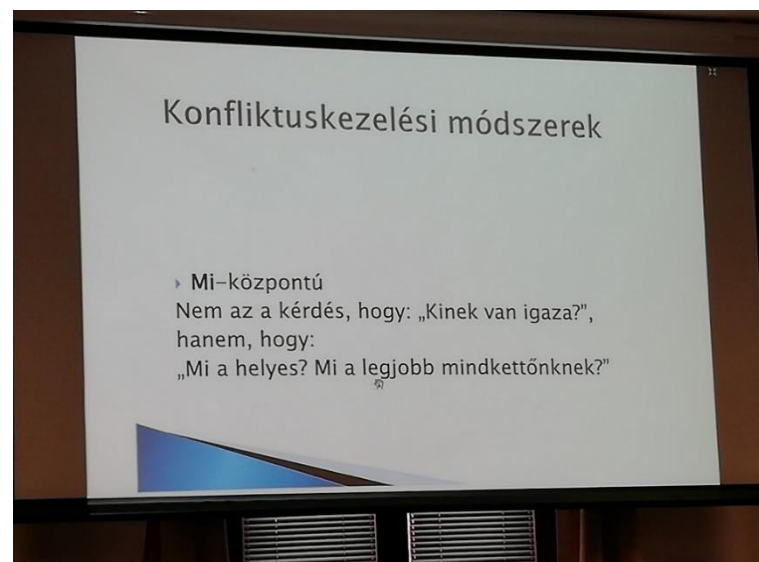 Konfliktuskezelési módszerek
Mi-központú
Nem az a kérdés, hogy: „Kinek van igaza?”,
hanem, hogy:
„Mi a helyes? Mi a legjobb mindkettőnknek?”